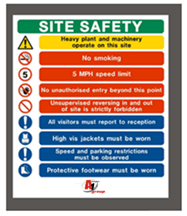 SITE SAFETY
Heavy plant and machinery
operate on this site
No smoking
5
5 MPH speed limit
No unauthorised entry beyond this point
Unsupervised reversing in and out
of site is strictly forbidden
All visitors must report to reception
High vis jackets must be worn
Speed and parking restrictions
must be observed
Protective footwear must be worn
group